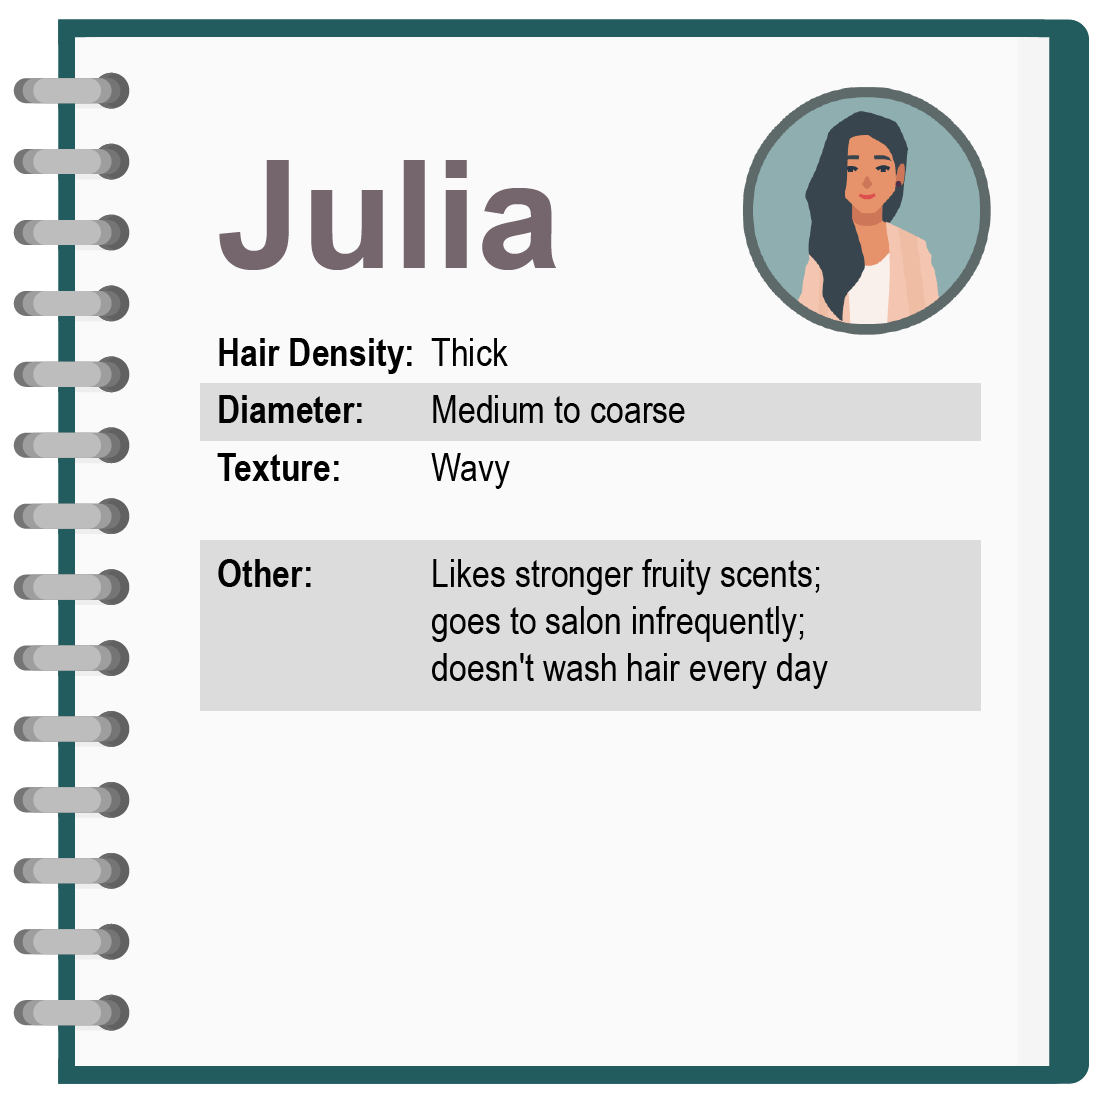 Julia
Hair Density: Thick
Diameter: Medium to coarse
Texture: Wavy
Other: Likes stronger fruity scents;
goes to salon infrequently;
doesn't wash hair every day